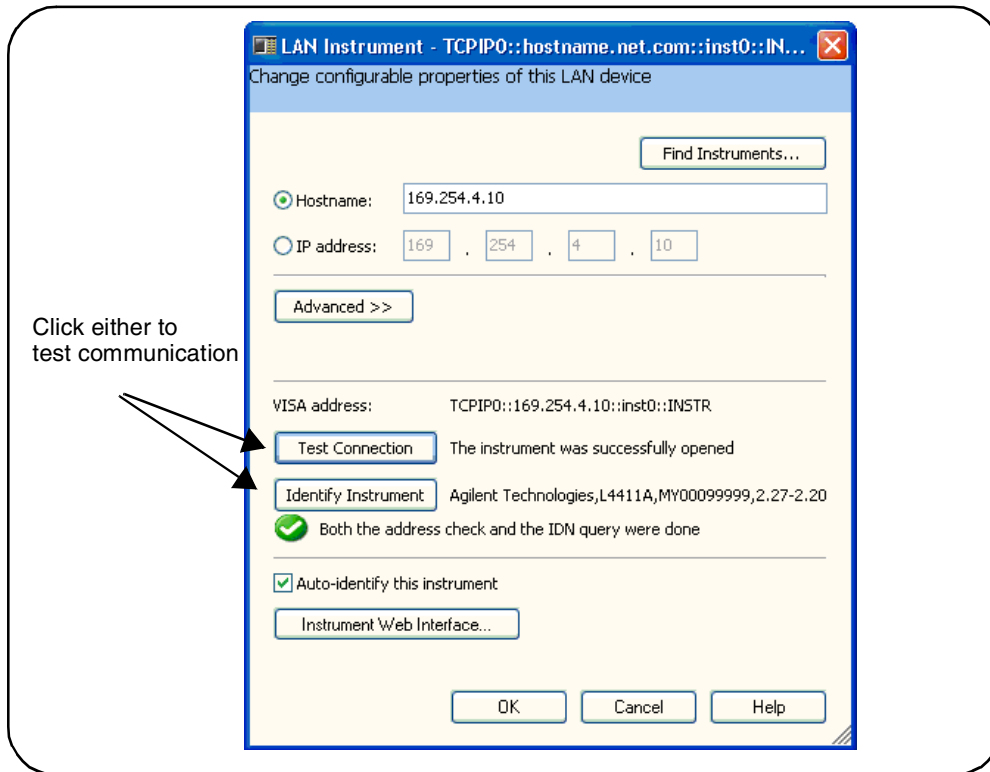 LAN Instrument - TCPIP0::hostname.net.com::inst0::IN...
Change configurable properties of this LAN device
Find Instruments...
Hostname: 169.254.4.10
IP address: 169 . 254 . 4 . 10
Advanced >>
Click either to
test communication
VISA address: TCPIP0::169.254.4.10::inst0::INSTR
Test Connection The instrument was successfully opened
Identify Instrument Agilent Technologies,L4411A,MY00099999,2.27-2.20
Both the address check and the IDN query were done
Auto-identify this instrument
Instrument Web Interface...
OK Cancel Help